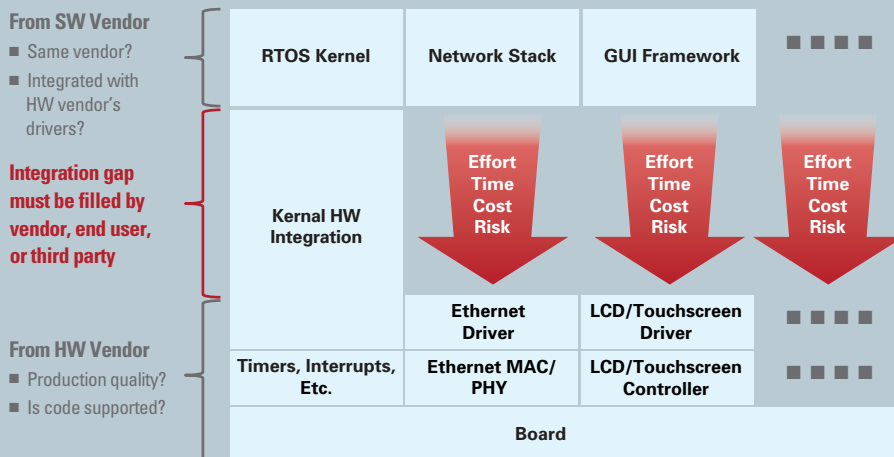 From SW Vendor
■ Same vendor?
■ Integrated with
HW vendor's
drivers?
Integration gap
must be filled by
vendor, end user,
or third party
From HW Vendor
■ Production quality?
■ Is code supported?
RTOS Kernel
Network Stack
GUI Framework
Kernal HW
Integration
Effort
Time
Cost
Risk
Effort
Time
Cost
Risk
Effort
Time
Cost
Risk
Ethernet
Driver
LCD/Touchscreen
Driver
Timers, Interrupts,
Etc.
Ethernet MAC/
PHY
LCD/Touchscreen
Controller
Board